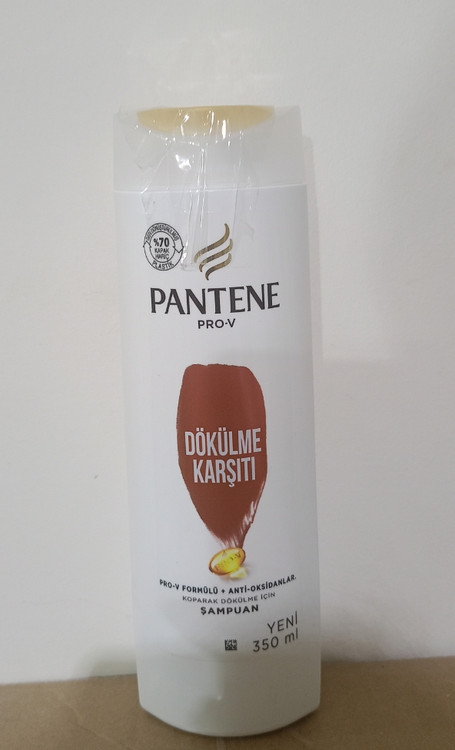 %70
KAPAK
HARİÇ
PLASTİK
PANTENE
PRO-V
DÖKÜLME
KARŞITI
PRO-V FORMÜLÜ + ANTİ-OKSİDANLAR.
KOPARAK DÖKÜLME İÇİN
ŞAMPUAN
YENİ
350 ml